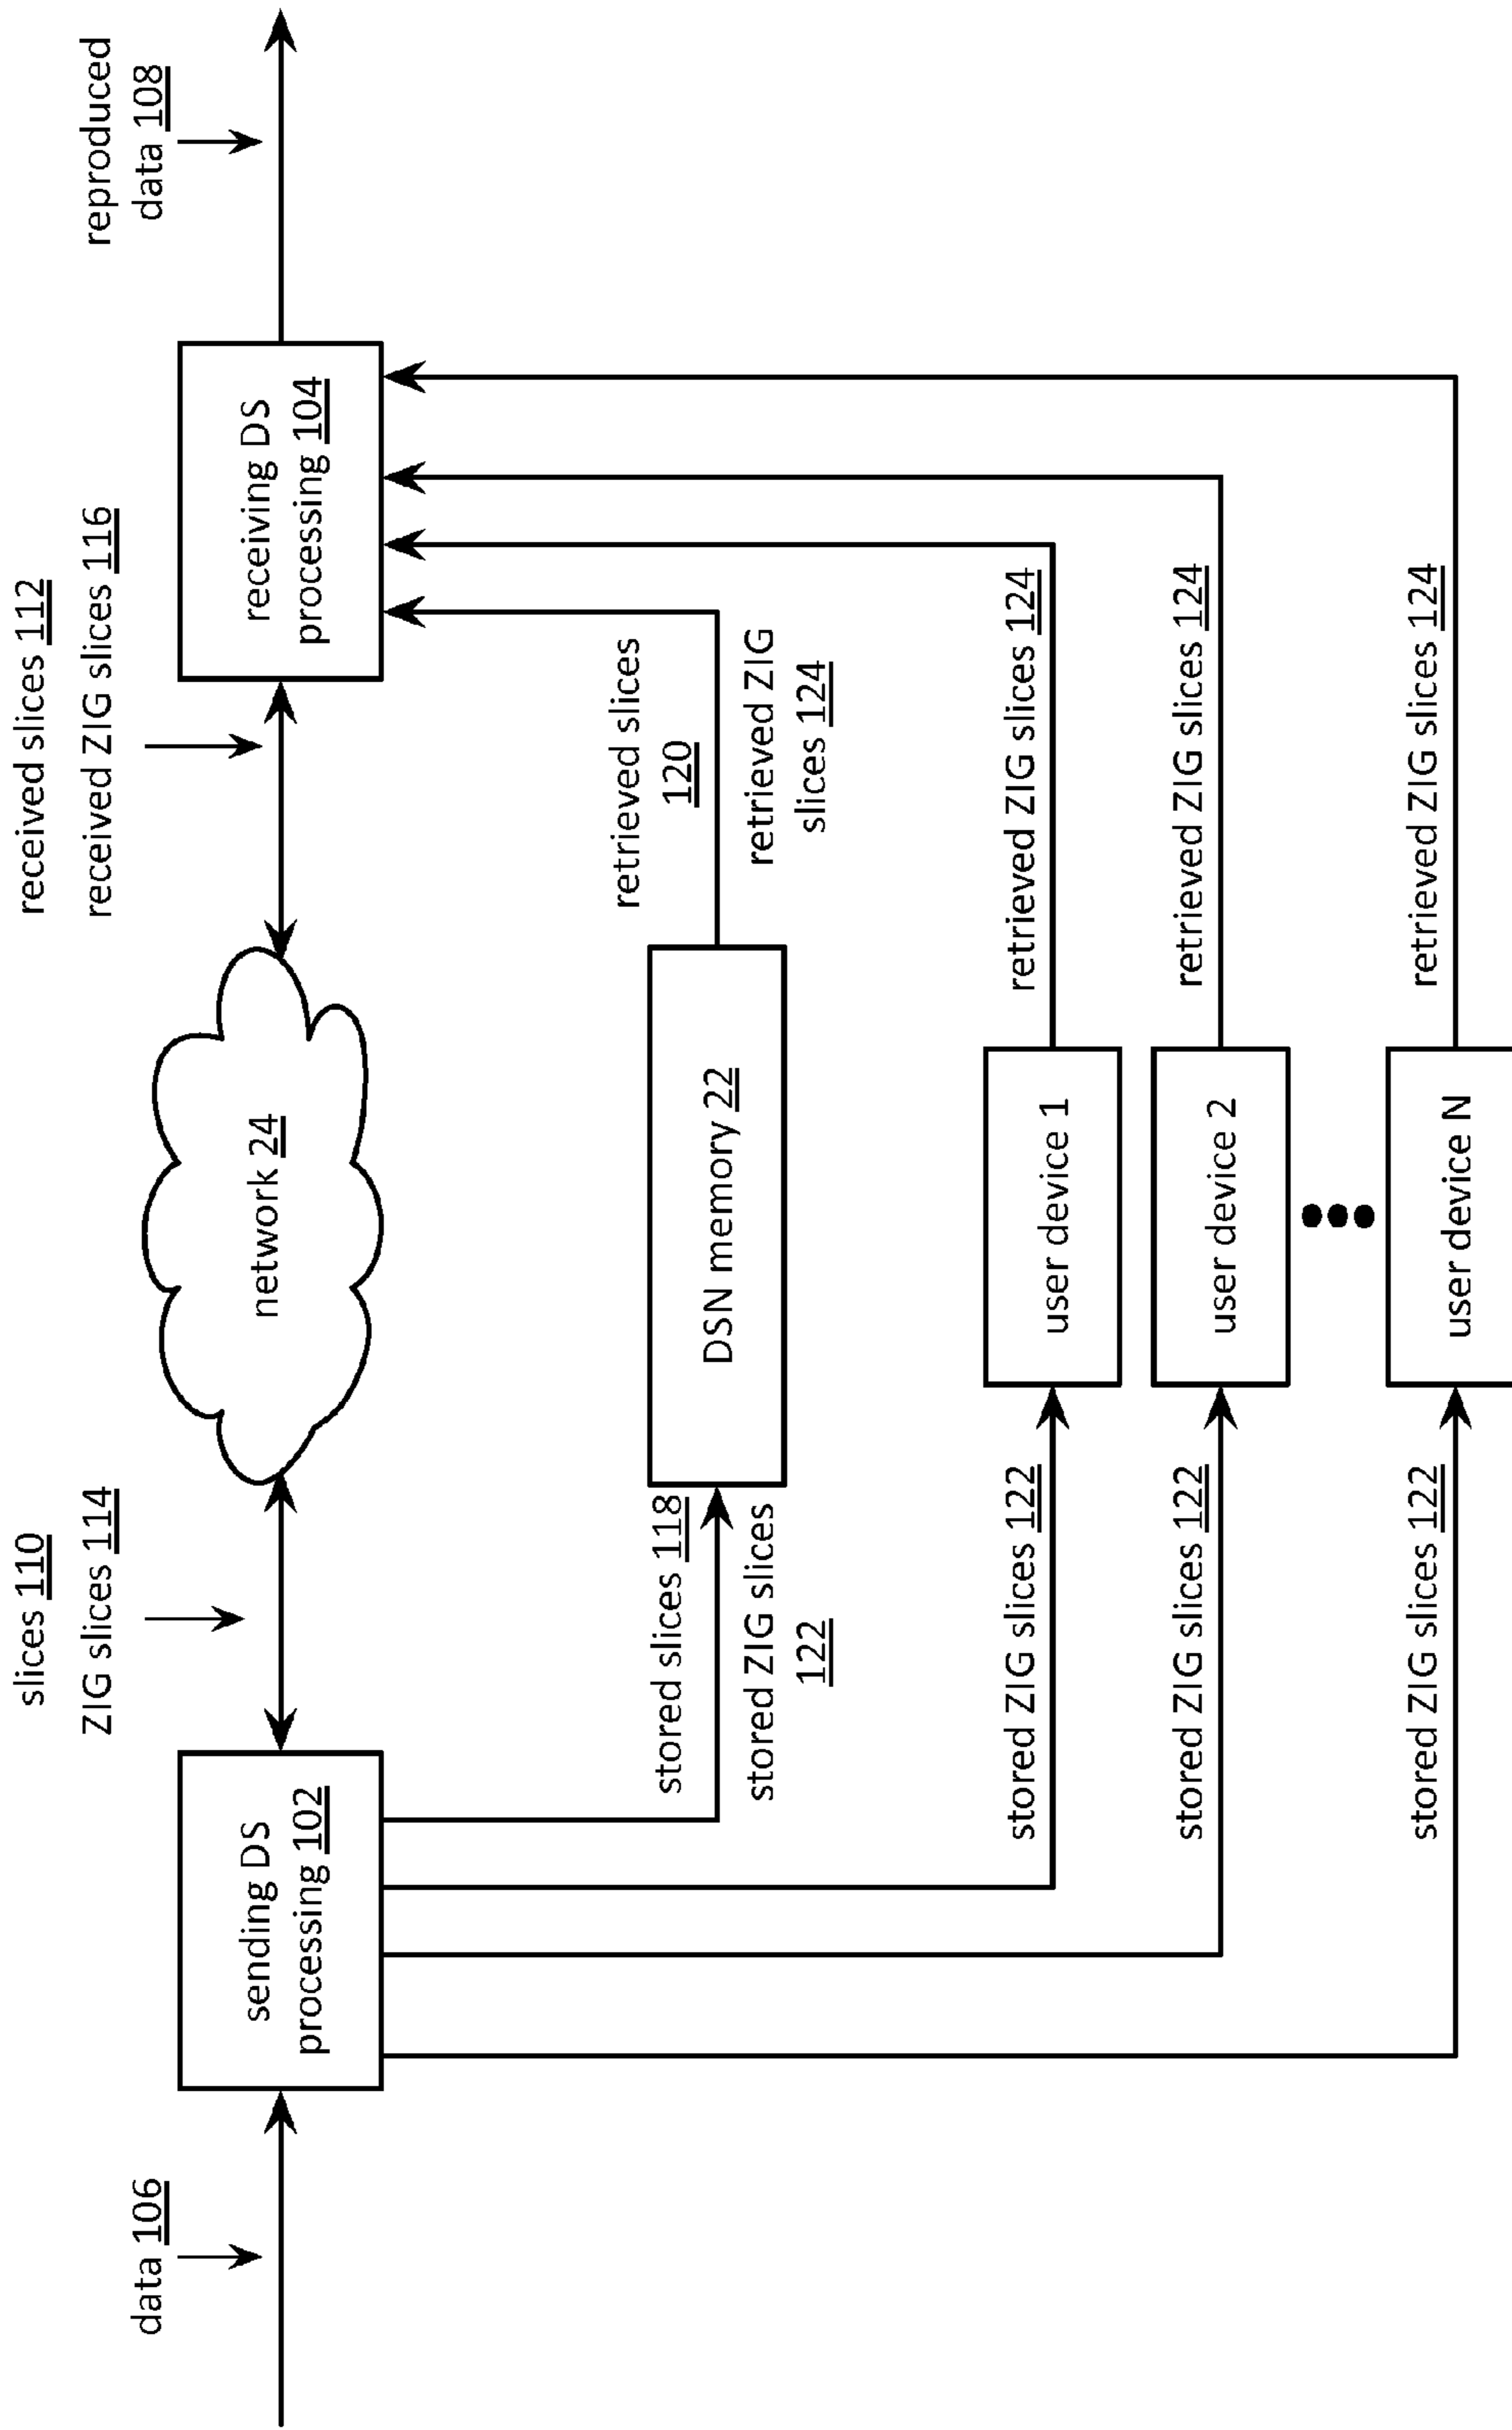 slices 110
ZIG slices 114
received slices 112
received ZIG slices 116
data 106
reproduced
data 108
sending DS
processing 102
network 24
receiving DS
processing 104
stored slices 118
stored ZIG slices
122
DSN memory 22
retrieved slices
120
retrieved ZIG
slices 124
stored ZIG slices 122
user device 1
retrieved ZIG slices 124
stored ZIG slices 122
user device 2
retrieved ZIG slices 124
stored ZIG slices 122
user device N
retrieved ZIG slices 124